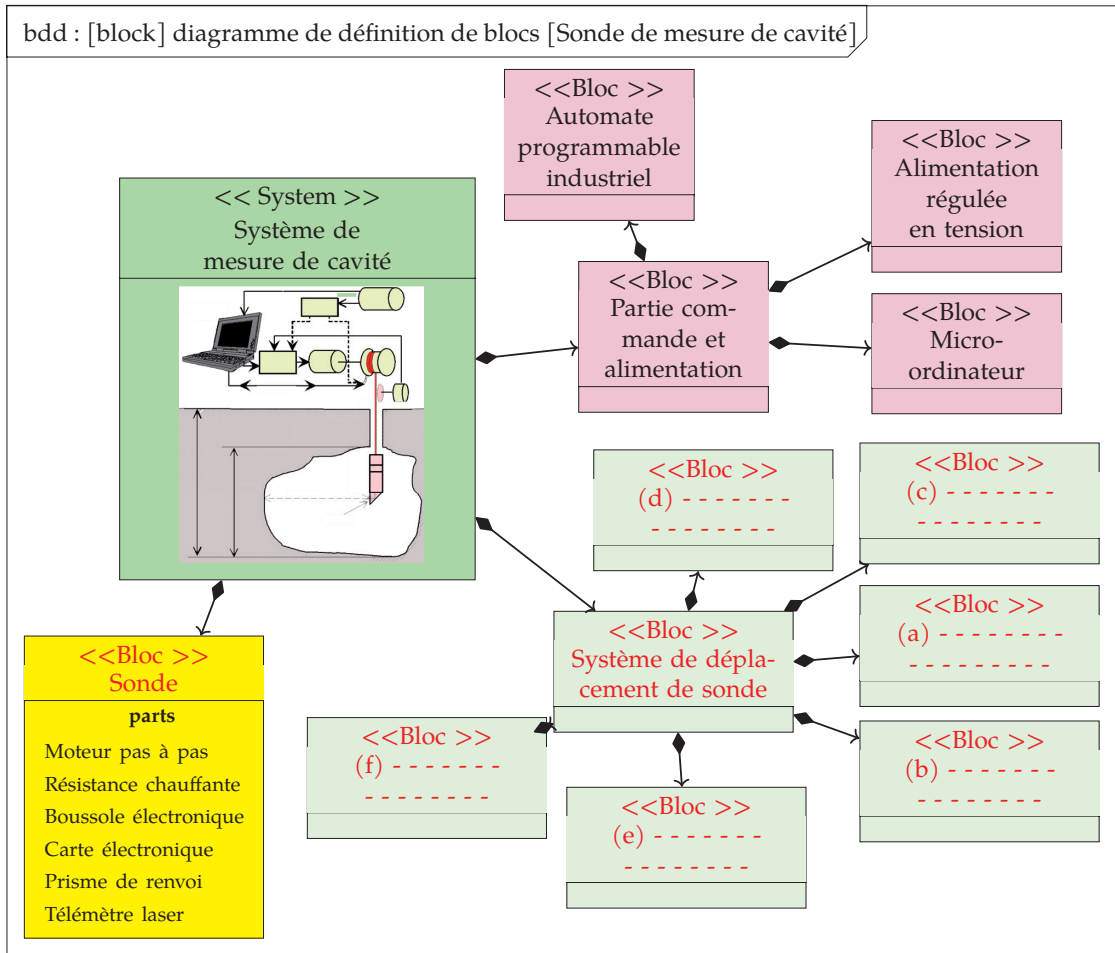 bdd : [block] diagramme de définition de blocs [Sonde de mesure de cavité]
<<Bloc >>
Automate
programmable
industriel
<<Bloc >>
Alimentation
régulée
en tension
<< System >>
Système de
mesure de cavité
<<Bloc >>
Partie com-
mande et
alimentation
<<Bloc >>
Micro-
ordinateur
<<Bloc >>
(d) - - - - - - -
- - - - - - - -
<<Bloc >>
(c) - - - - - - -
- - - - - - - -
<<Bloc >>
(a) - - - - - - - -
- - - - - - - - -
<<Bloc >>
Système de dépla-
cement de sonde
<<Bloc >>
Sonde
parts
Moteur pas à pas
Résistance chauffante
Boussole électronique
Carte électronique
Prisme de renvoi
Télémètre laser
<<Bloc >>
(f) - - - - - - -
- - - - - - - -
<<Bloc >>
(b) - - - - - - -
- - - - - - - -
<<Bloc >>
(e) - - - - - - -
- - - - - - - -